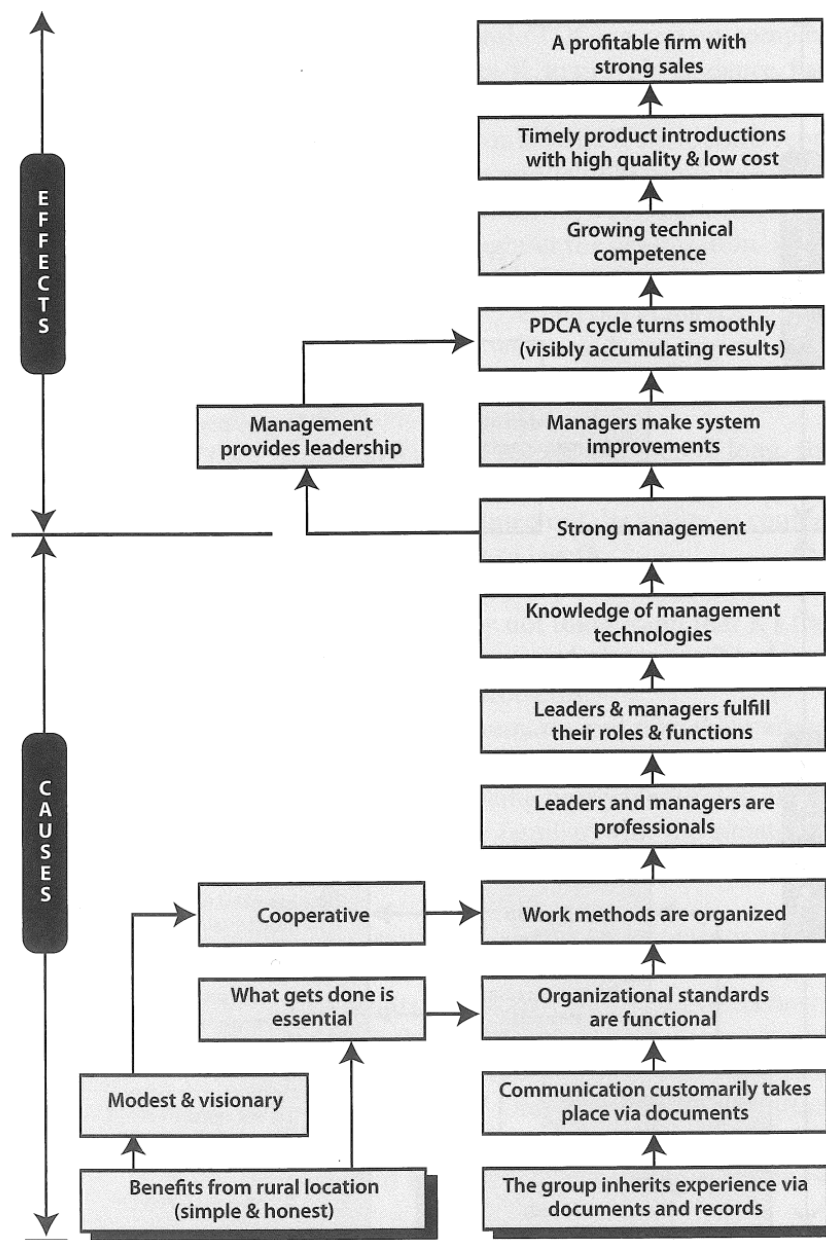 A profitable firm with
strong sales
Timely product introductions
with high quality & low cost
EFFECTS
Growing technical
competence
PDCA cycle turns smoothly
(visibly accumulating results)
Management
provides leadership
Managers make system
improvements
Strong management
Knowledge of management
technologies
Leaders & managers fulfill
their roles & functions
CAUSES
Leaders and managers are
professionals
Cooperative
Work methods are organized
What gets done is
essential
Organizational standards
are functional
Modest & visionary
Communication customarily takes
place via documents
Benefits from rural location
(simple & honest)
The group inherits experience via
documents and records